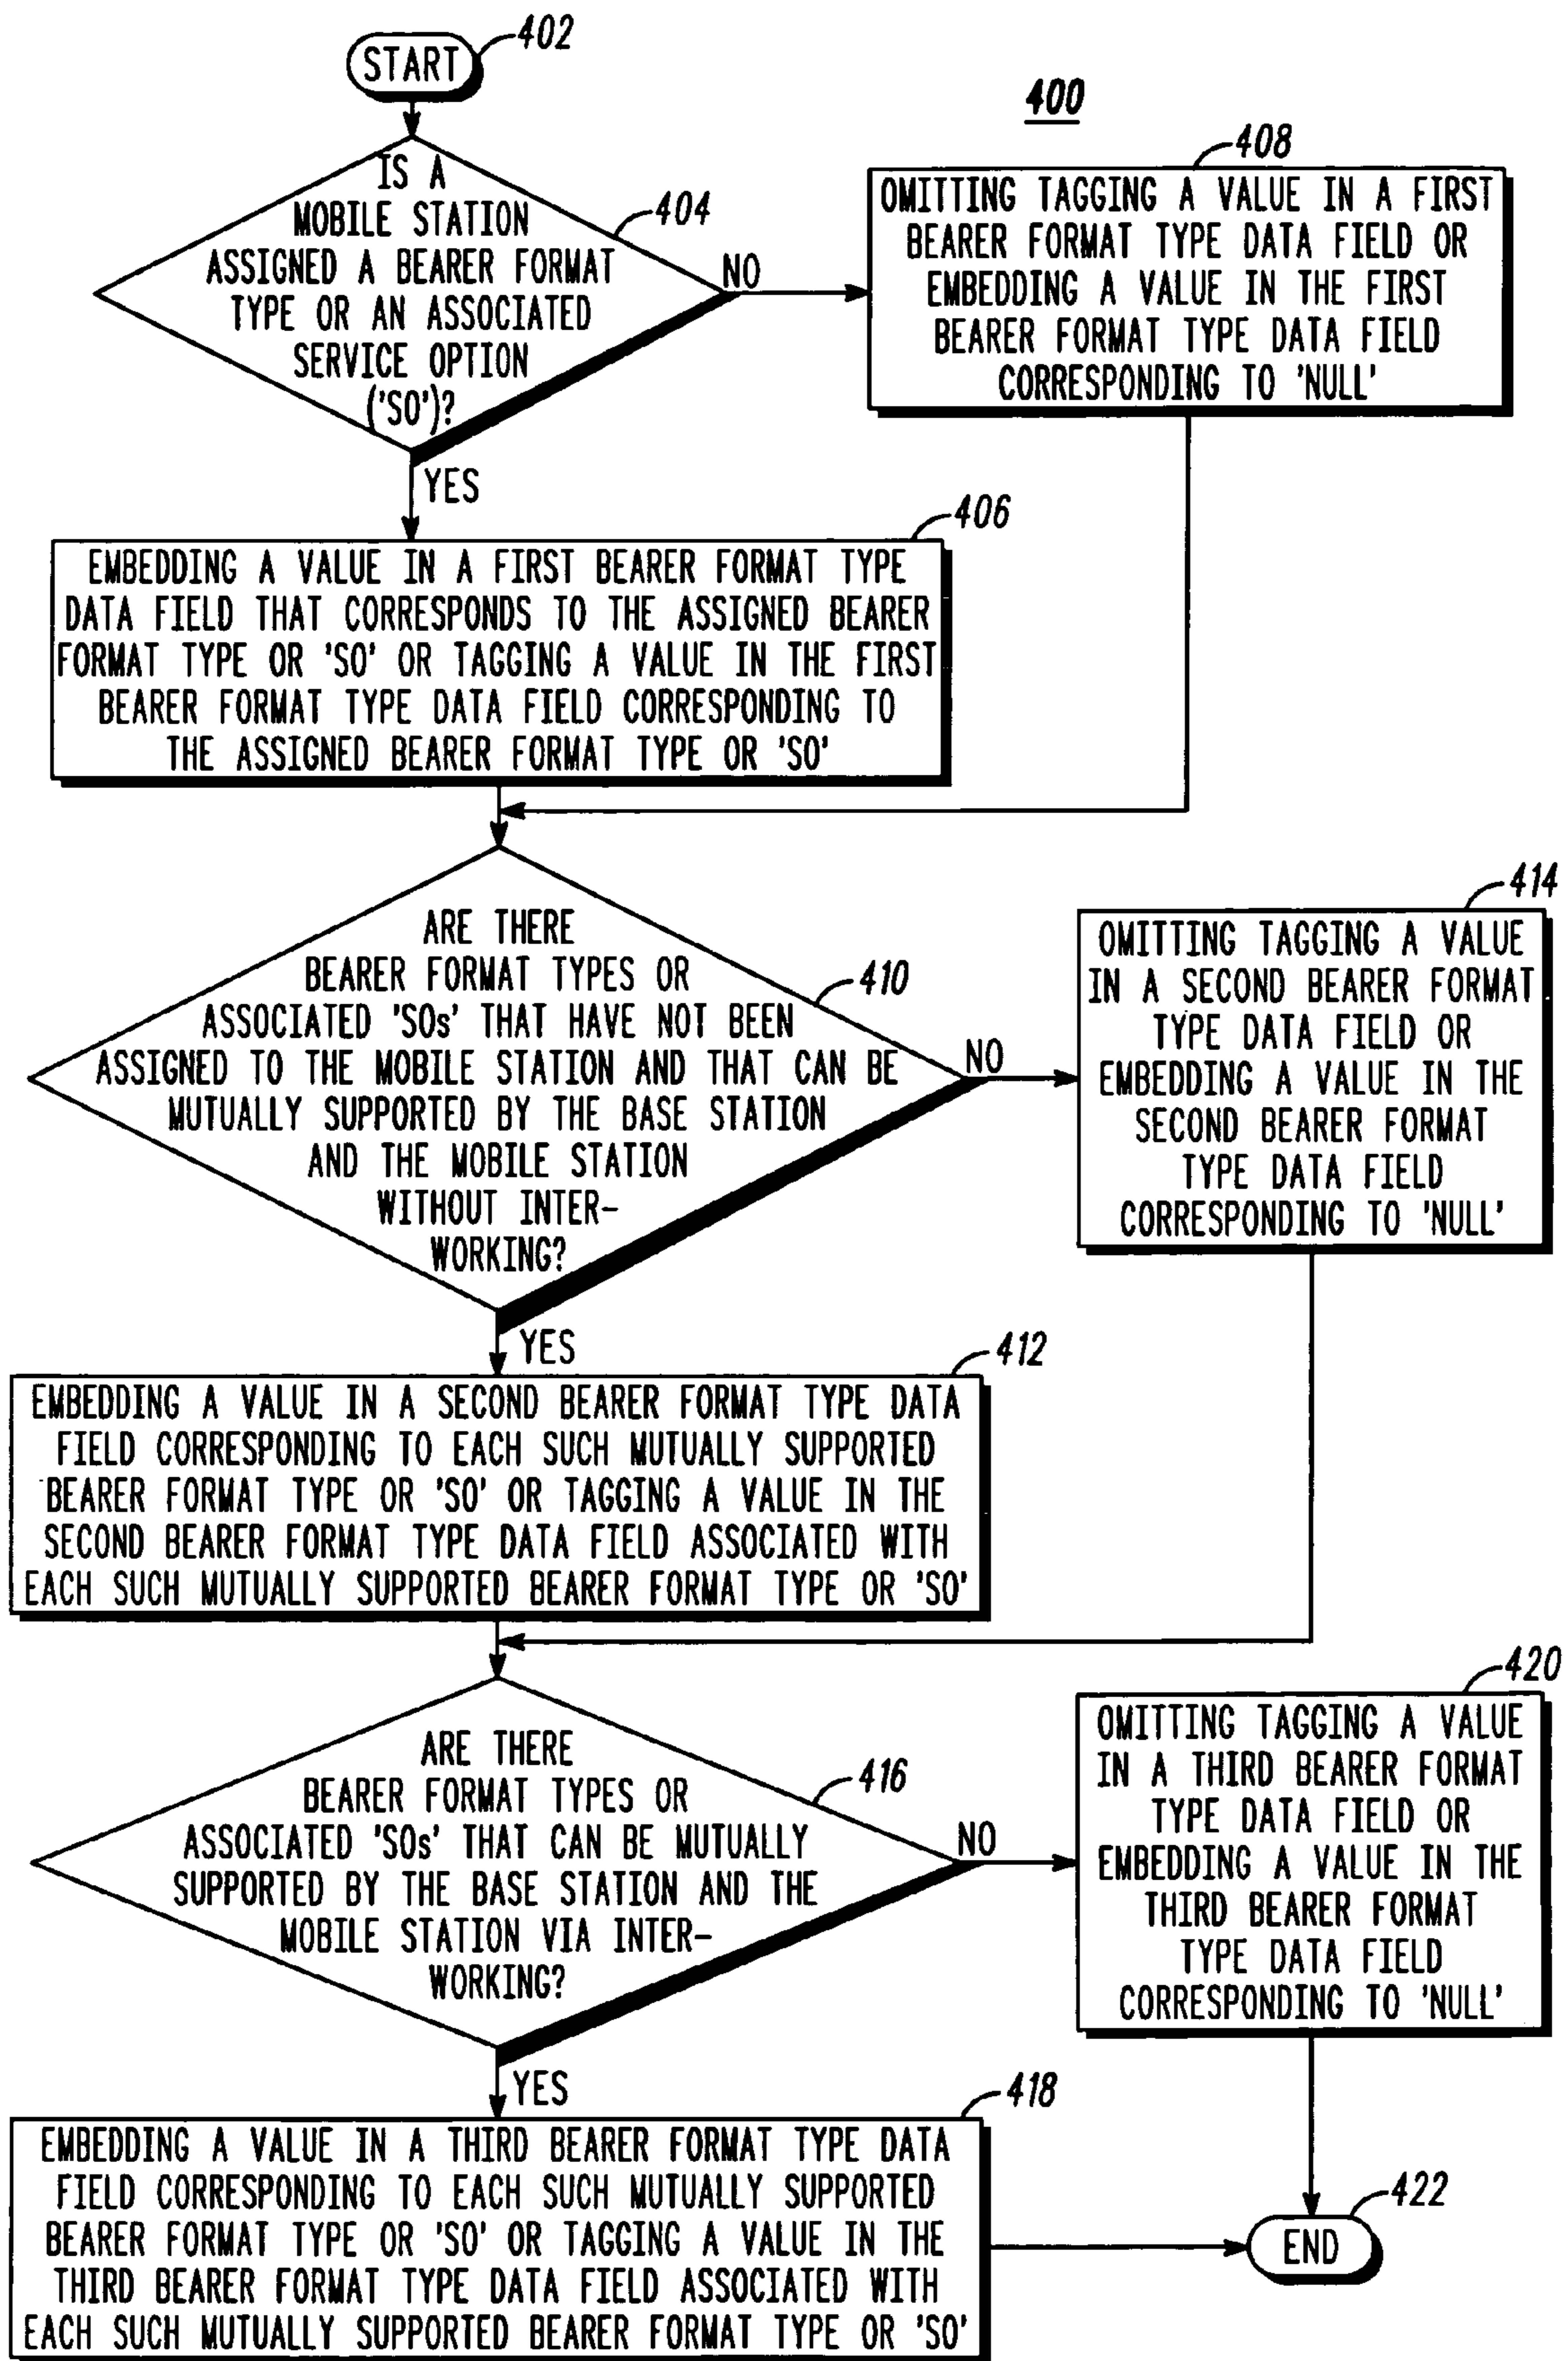 402
START
400
408
IS A
MOBILE STATION
ASSIGNED A BEARER FORMAT
TYPE OR AN ASSOCIATED
SERVICE OPTION
('SO')?
404
NO
OMITTING TAGGING A VALUE IN A FIRST
BEARER FORMAT TYPE DATA FIELD OR
EMBEDDING A VALUE IN THE FIRST
BEARER FORMAT TYPE DATA FIELD
CORRESPONDING TO 'NULL'
YES
406
EMBEDDING A VALUE IN A FIRST BEARER FORMAT TYPE
DATA FIELD THAT CORRESPONDS TO THE ASSIGNED BEARER
FORMAT TYPE OR 'SO' OR TAGGING A VALUE IN THE FIRST
BEARER FORMAT TYPE DATA FIELD CORRESPONDING TO
THE ASSIGNED BEARER FORMAT TYPE OR 'SO'
ARE THERE
BEARER FORMAT TYPES OR
ASSOCIATED 'SOs' THAT HAVE NOT BEEN
ASSIGNED TO THE MOBILE STATION AND THAT CAN BE
MUTUALLY SUPPORTED BY THE BASE STATION
AND THE MOBILE STATION
WITHOUT INTER-
WORKING?
410
NO
414
OMITTING TAGGING A VALUE
IN A SECOND BEARER FORMAT
TYPE DATA FIELD OR
EMBEDDING A VALUE IN THE
SECOND BEARER FORMAT
TYPE DATA FIELD
CORRESPONDING TO 'NULL'
YES
412
EMBEDDING A VALUE IN A SECOND BEARER FORMAT TYPE DATA
FIELD CORRESPONDING TO EACH SUCH MUTUALLY SUPPORTED
BEARER FORMAT TYPE OR 'SO' OR TAGGING A VALUE IN THE
SECOND BEARER FORMAT TYPE DATA FIELD ASSOCIATED WITH
EACH SUCH MUTUALLY SUPPORTED BEARER FORMAT TYPE OR 'SO'
ARE THERE
BEARER FORMAT TYPES OR
ASSOCIATED 'SOs' THAT CAN BE MUTUALLY
SUPPORTED BY THE BASE STATION AND THE
MOBILE STATION VIA INTER-
WORKING?
416
NO
420
OMITTING TAGGING A VALUE
IN A THIRD BEARER FORMAT
TYPE DATA FIELD OR
EMBEDDING A VALUE IN THE
THIRD BEARER FORMAT
TYPE DATA FIELD
CORRESPONDING TO 'NULL'
YES
418
EMBEDDING A VALUE IN A THIRD BEARER FORMAT TYPE DATA
FIELD CORRESPONDING TO EACH SUCH MUTUALLY SUPPORTED
BEARER FORMAT TYPE OR 'SO' OR TAGGING A VALUE IN THE
THIRD BEARER FORMAT TYPE DATA FIELD ASSOCIATED WITH
EACH SUCH MUTUALLY SUPPORTED BEARER FORMAT TYPE OR 'SO'
422
END